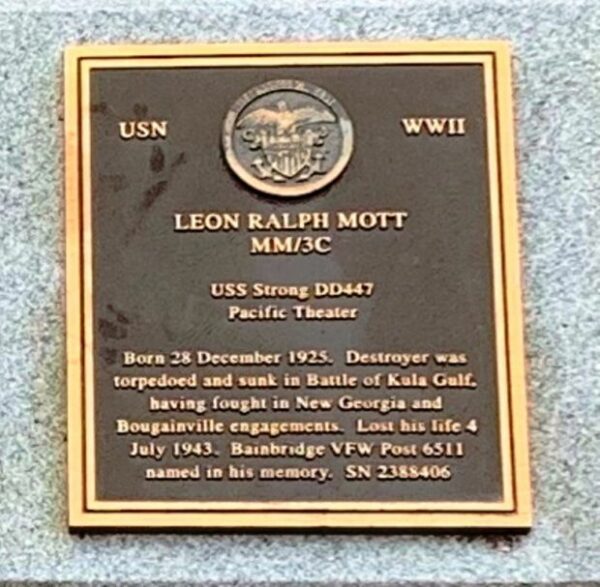 USN
WWII
LEON RALPH MOTT
MM/3C
USS Strong DD447
Pacific Theater
Born 28 December 1925. Destroyer was
torpedoed and sunk in Battle of Kula Gulf,
having fought in New Georgia and
Bougainville engagements. Lost his life 4
July 1943. Bainbridge VFW Post 6511
named in his memory. SN 2388406